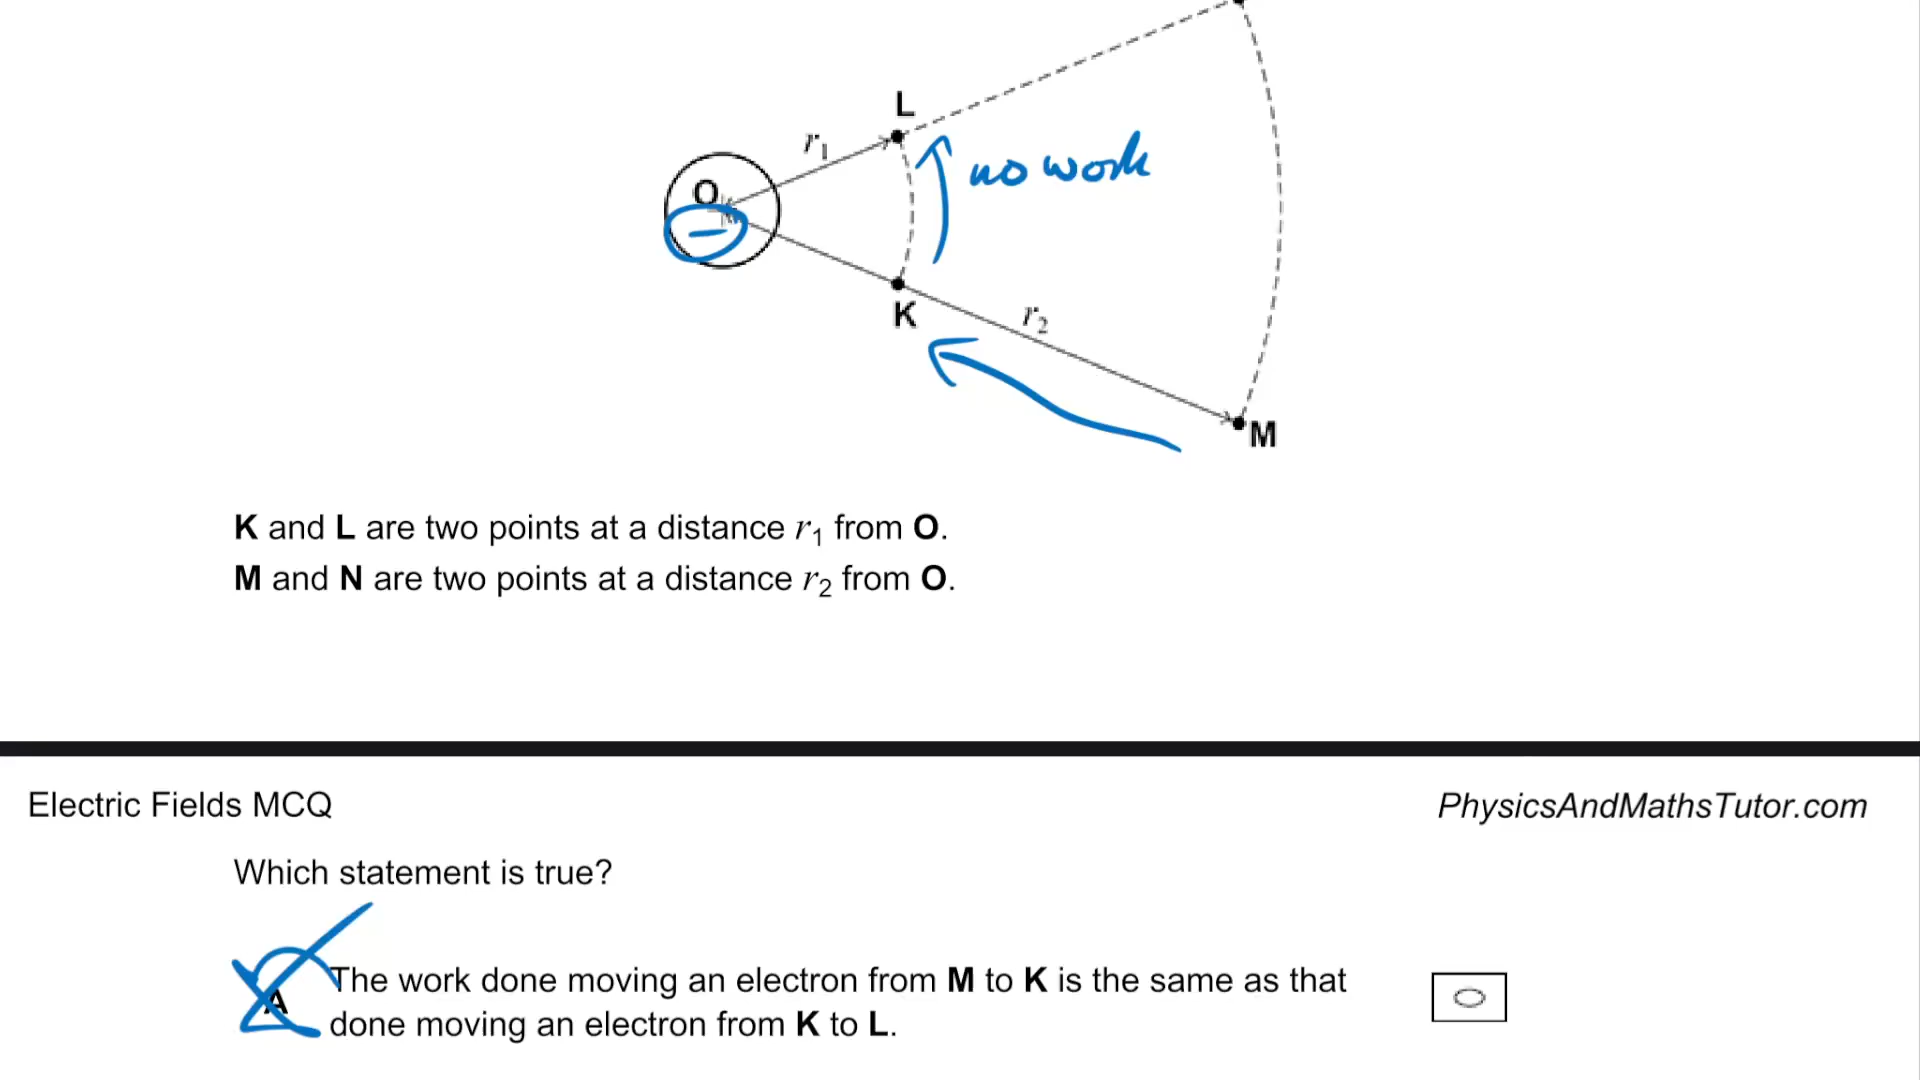 L
r₁
no work
O
−
K
r₂
M
K and L are two points at a distance r₁ from O.
M and N are two points at a distance r₂ from O.
Electric Fields MCQ
PhysicsAndMathsTutor.com
Which statement is true?
A
The work done moving an electron from M to K is the same as that
done moving an electron from K to L.